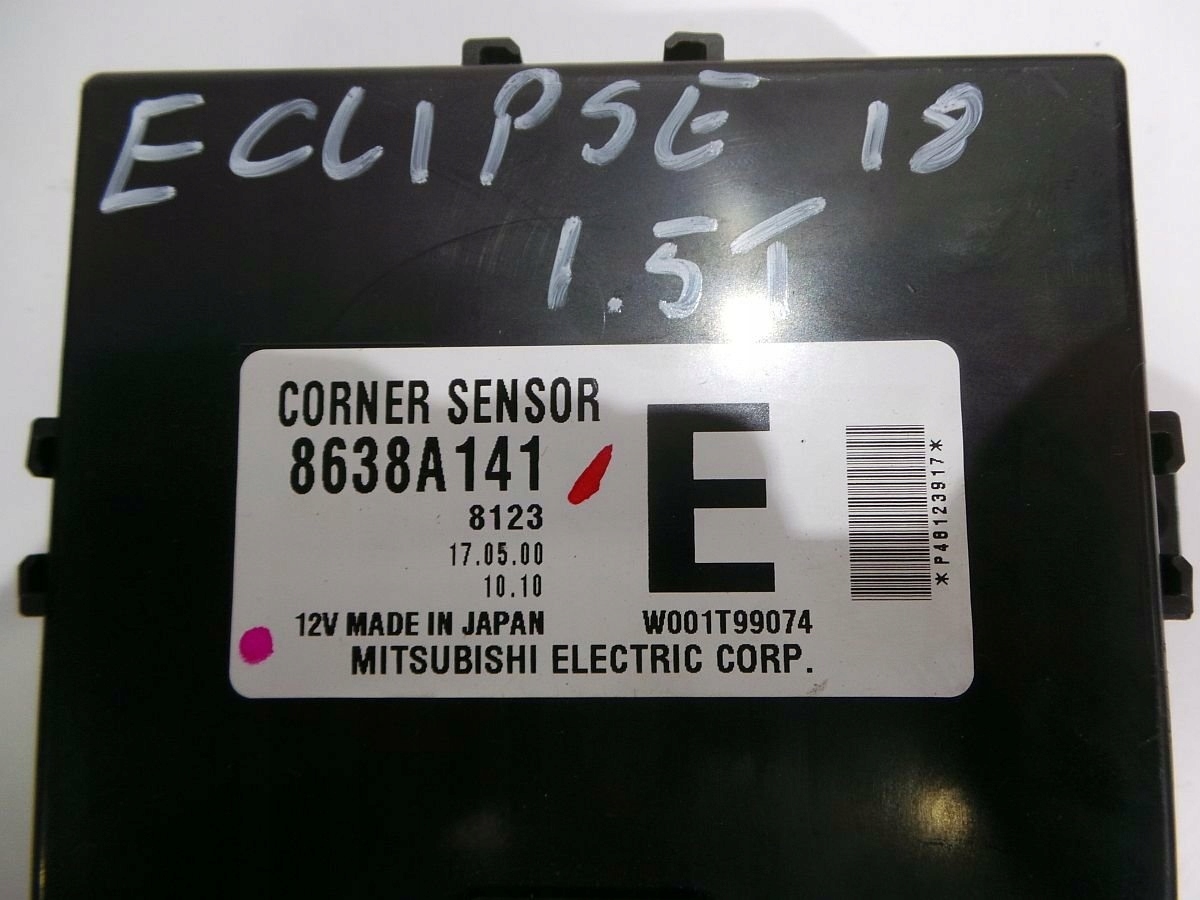 ECLIPSE 18
1.5T
CORNER SENSOR
8638A141
E
8123
17.05.00
10.10
12V MADE IN JAPAN
W001T99074
MITSUBISHI ELECTRIC CORP.
*P48123917*